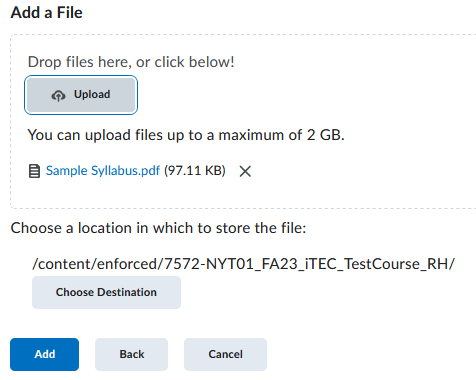 Add a File
Drop files here, or click below!
Upload
You can upload files up to a maximum of 2 GB.
Sample Syllabus.pdf (97.11 KB)
Choose a location in which to store the file:
/content/enforced/7572-NYT01_FA23_iTEC_TestCourse_RH/
Choose Destination
Add Back Cancel